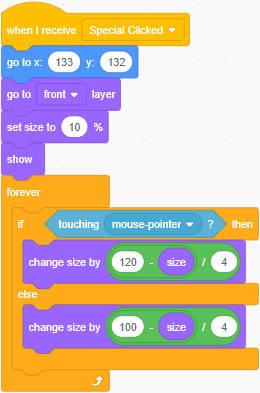 when I receive Special Clicked
go to x: 133 y: 132
go to front layer
set size to 10 %
show
forever
if touching mouse-pointer ? then
change size by 120 - size / 4
else
change size by 100 - size / 4